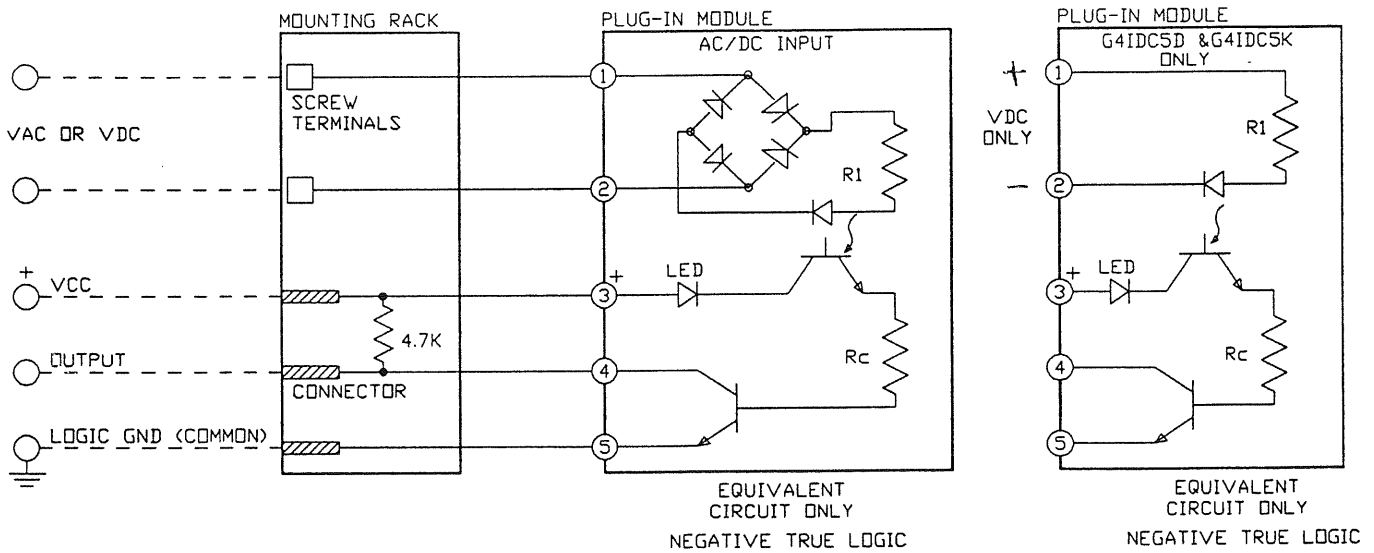 MOUNTING RACK
SCREW
TERMINALS
VAC OR VDC
+
VCC
4.7K
OUTPUT
CONNECTOR
LOGIC GND (COMMON)
PLUG-IN MODULE
AC/DC INPUT
1
2
R1
+
3
LED
Rc
4
5
EQUIVALENT
CIRCUIT ONLY
NEGATIVE TRUE LOGIC
PLUG-IN MODULE
G4IDC5D &G4IDC5K
ONLY
+
1
VDC
ONLY
R1
-
2
+
3
LED
Rc
4
5
EQUIVALENT
CIRCUIT ONLY
NEGATIVE TRUE LOGIC